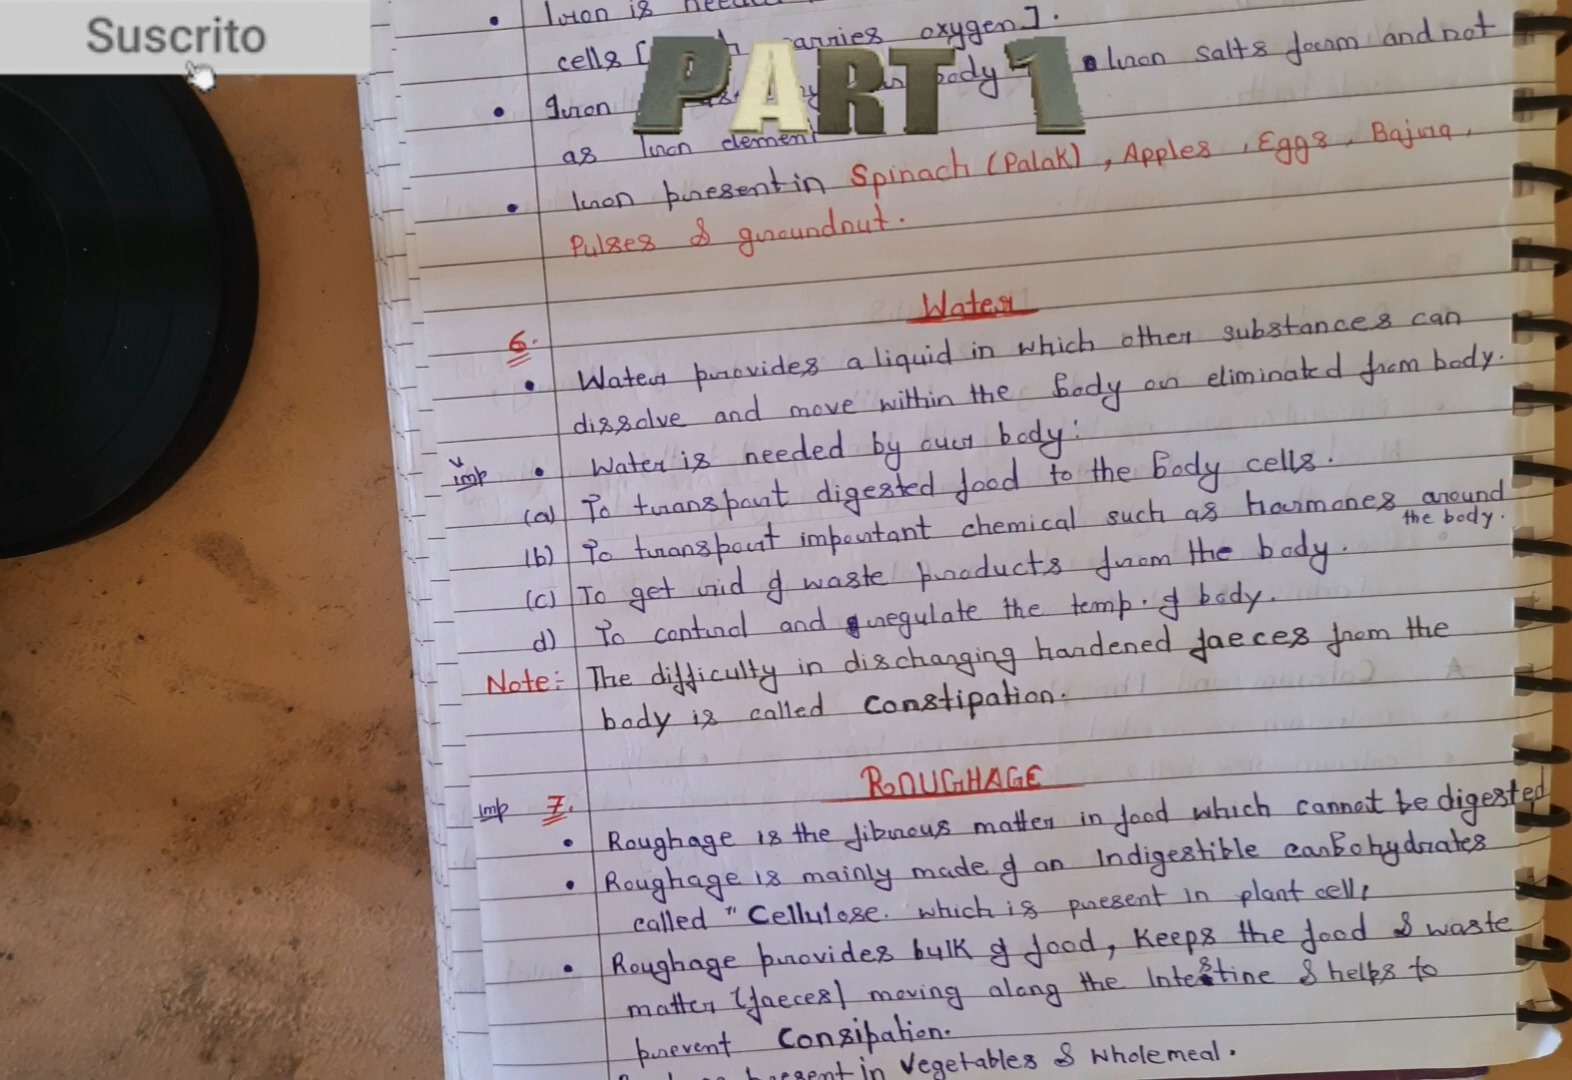 Suscrito
PART 1
• Iron is
cells [ carries oxygen].
• Iron body Iron salts form and not
as Iron element
• Iron present in Spinach (Palak), Apples, Eggs, Bajra,
Pulses & groundnut.
6. Water
• Water provides a liquid in which other substances can
dissolve and move within the body or eliminated from body.
imp • Water is needed by our body:
(a) To transport digested food to the body cells.
(b) To transport important chemical such as hormones around
the body.
(c) To get rid of waste products from the body.
d) To control and regulate the temp. of body.
Note:- The difficulty in discharging hardened faeces from the
body is called Constipation.
Imp 7. ROUGHAGE
• Roughage is the fibrous matter in food which cannot be digested
• Roughage is mainly made of an Indigestible carbohydrates
called "Cellulose. which is present in plant cells
• Roughage provides bulk of food, Keeps the food & waste
matter (faeces) moving along the Intestine & helps to
prevent Consipation.
present in Vegetables & Wholemeal.